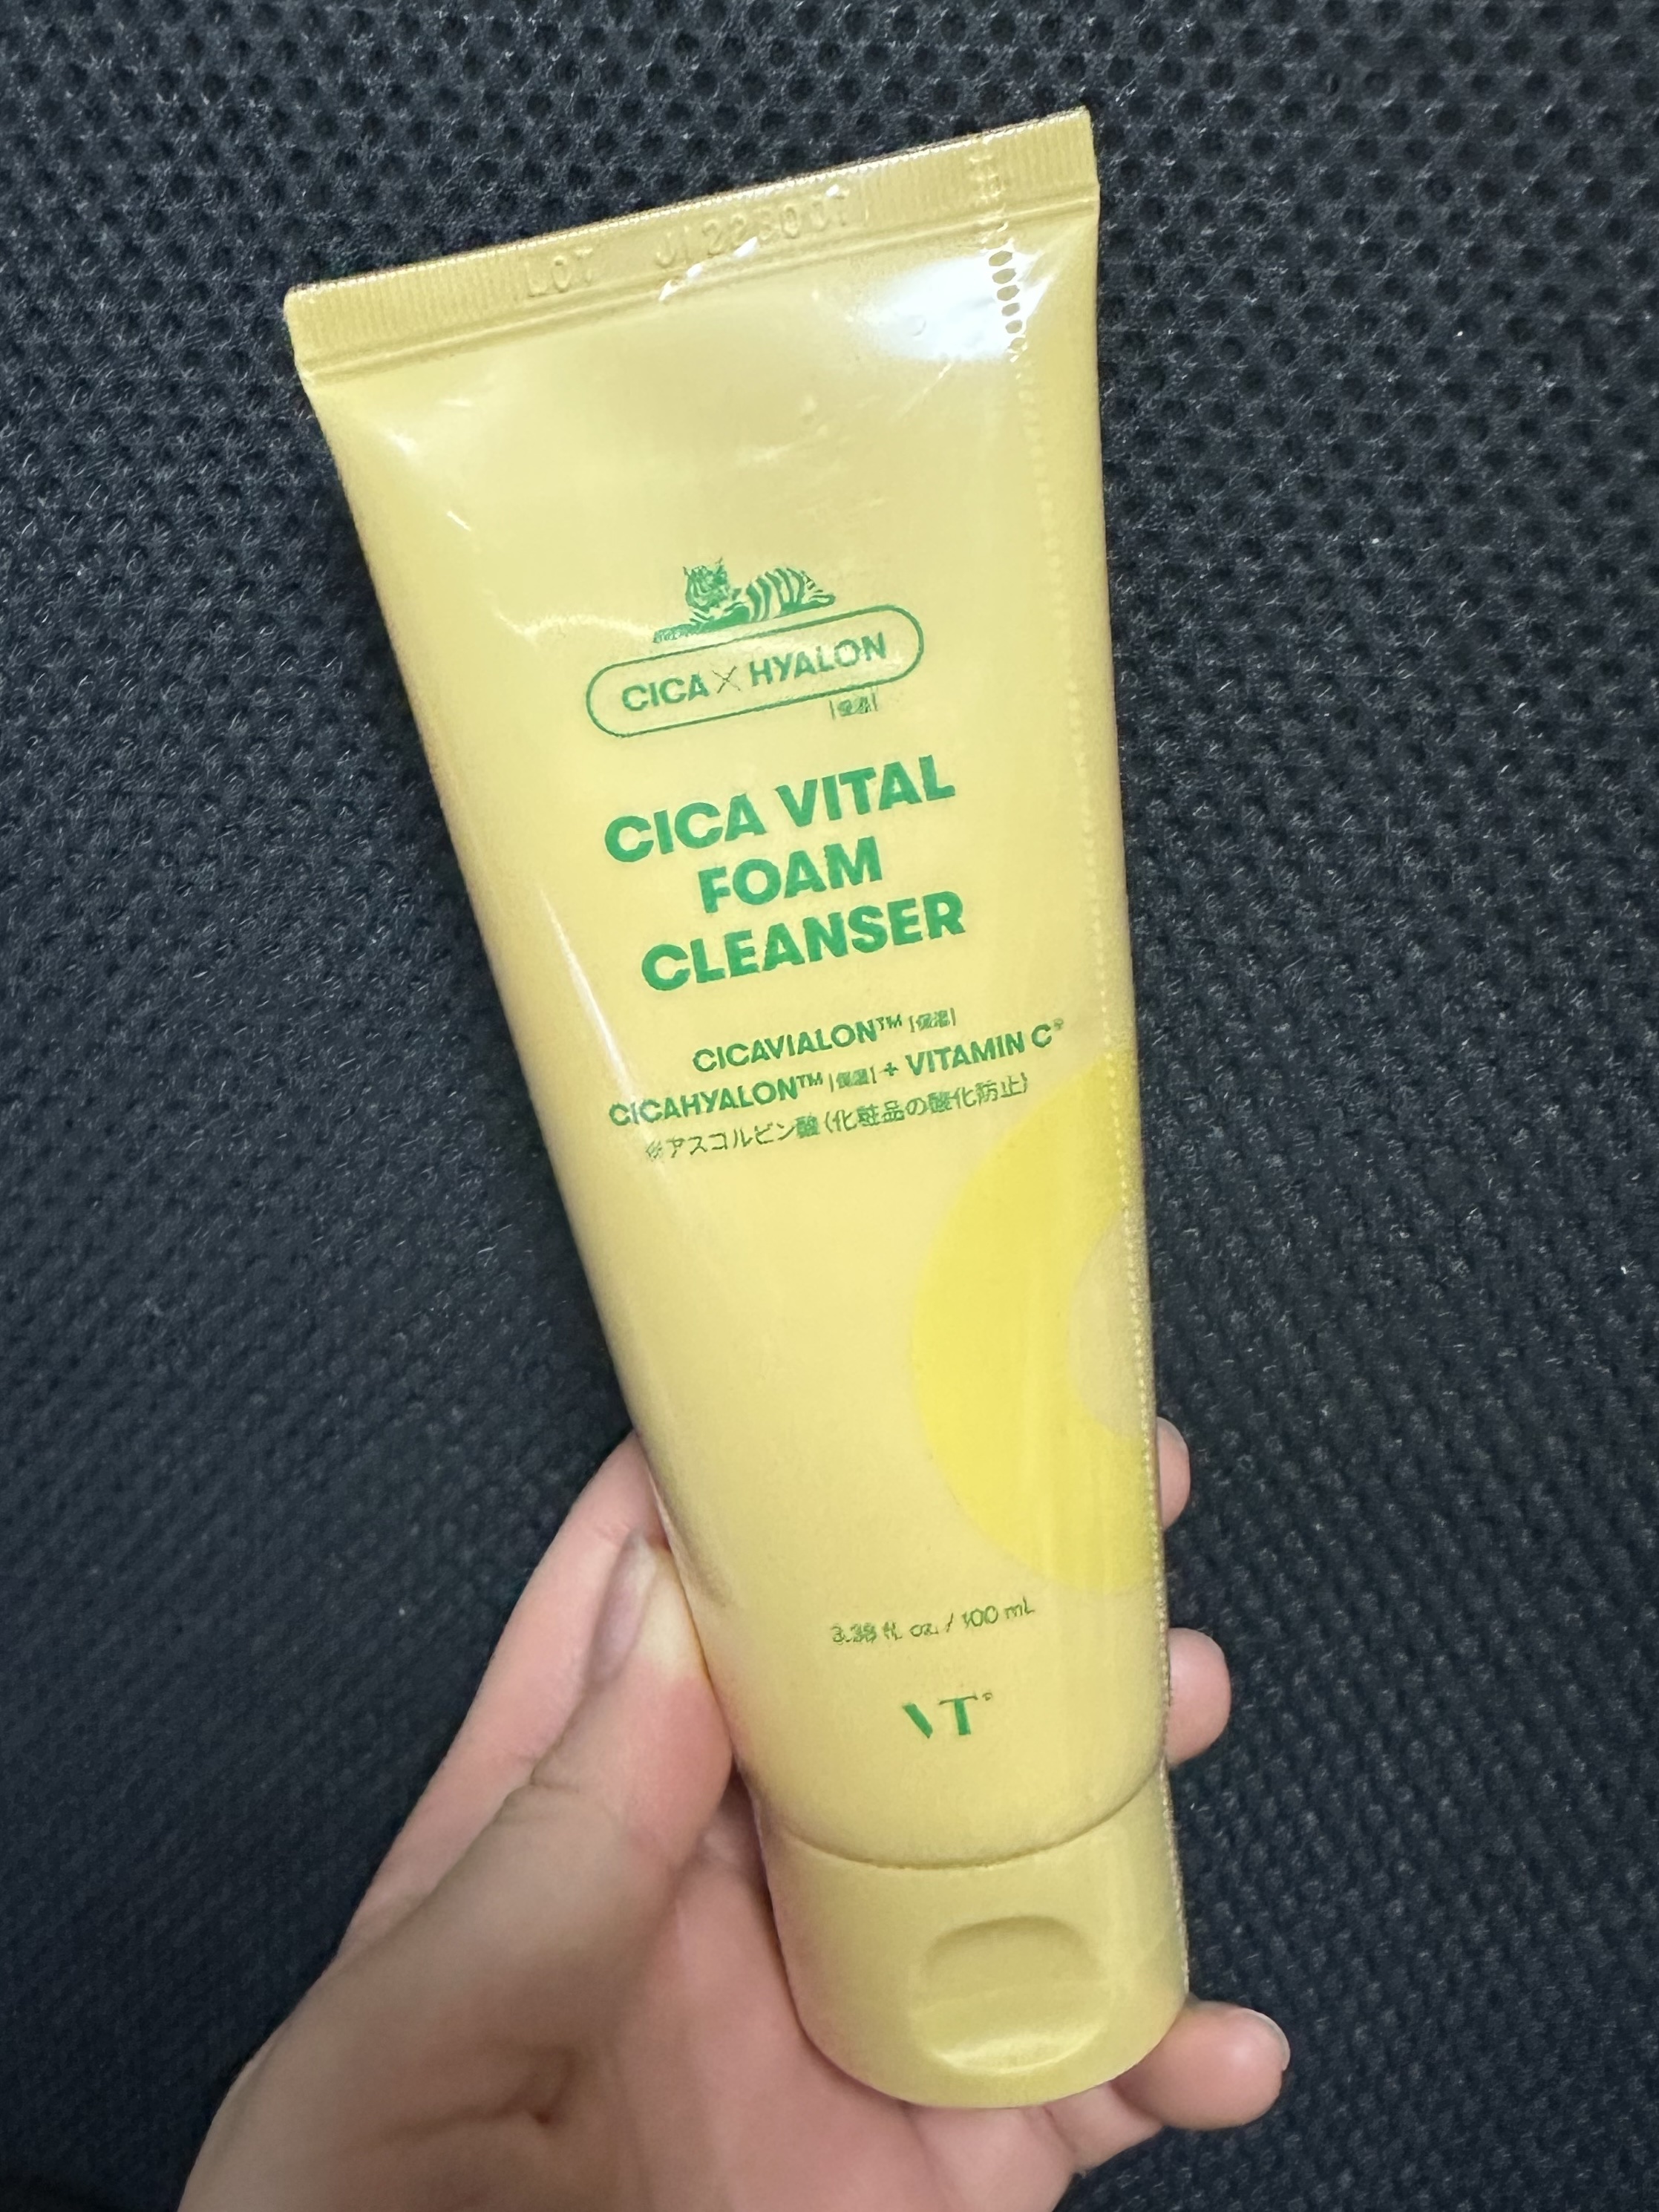 LOT
CICA×HYALON
CICA VITAL
FOAM
CLEANSER
CICAVIALON™ [保湿]
CICAHYALON™ [保湿] + VITAMIN C※
※アスコルビン酸(化粧品の酸化防止)
3.38 fl. oz. / 100 mL
VT®